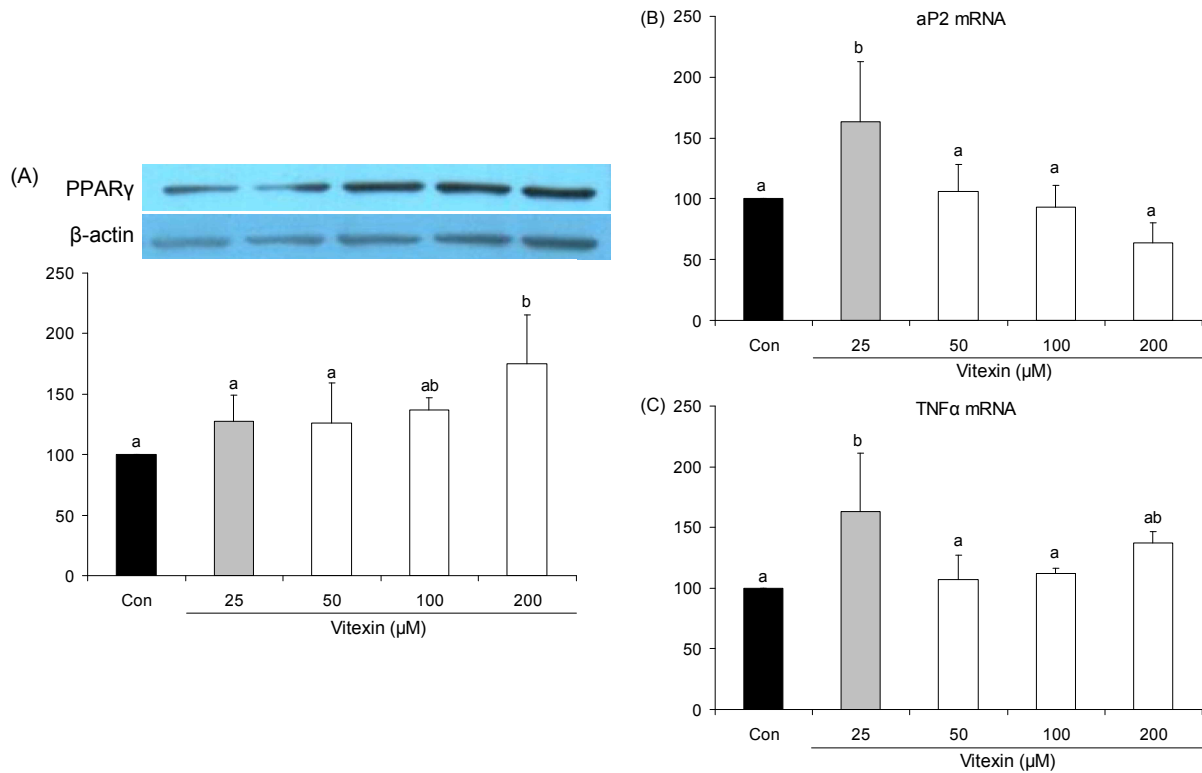 (A)
PPARγ
β-actin
250
200
150
100
50
0
a
a
a
ab
b
Con
25
50
100
200
Vitexin (µM)
(B)
aP2 mRNA
250
200
150
100
50
0
a
b
a
a
a
Con
25
50
100
200
Vitexin (µM)
(C)
TNFα mRNA
250
200
150
100
50
0
a
b
a
a
ab
Con
25
50
100
200
Vitexin (µM)